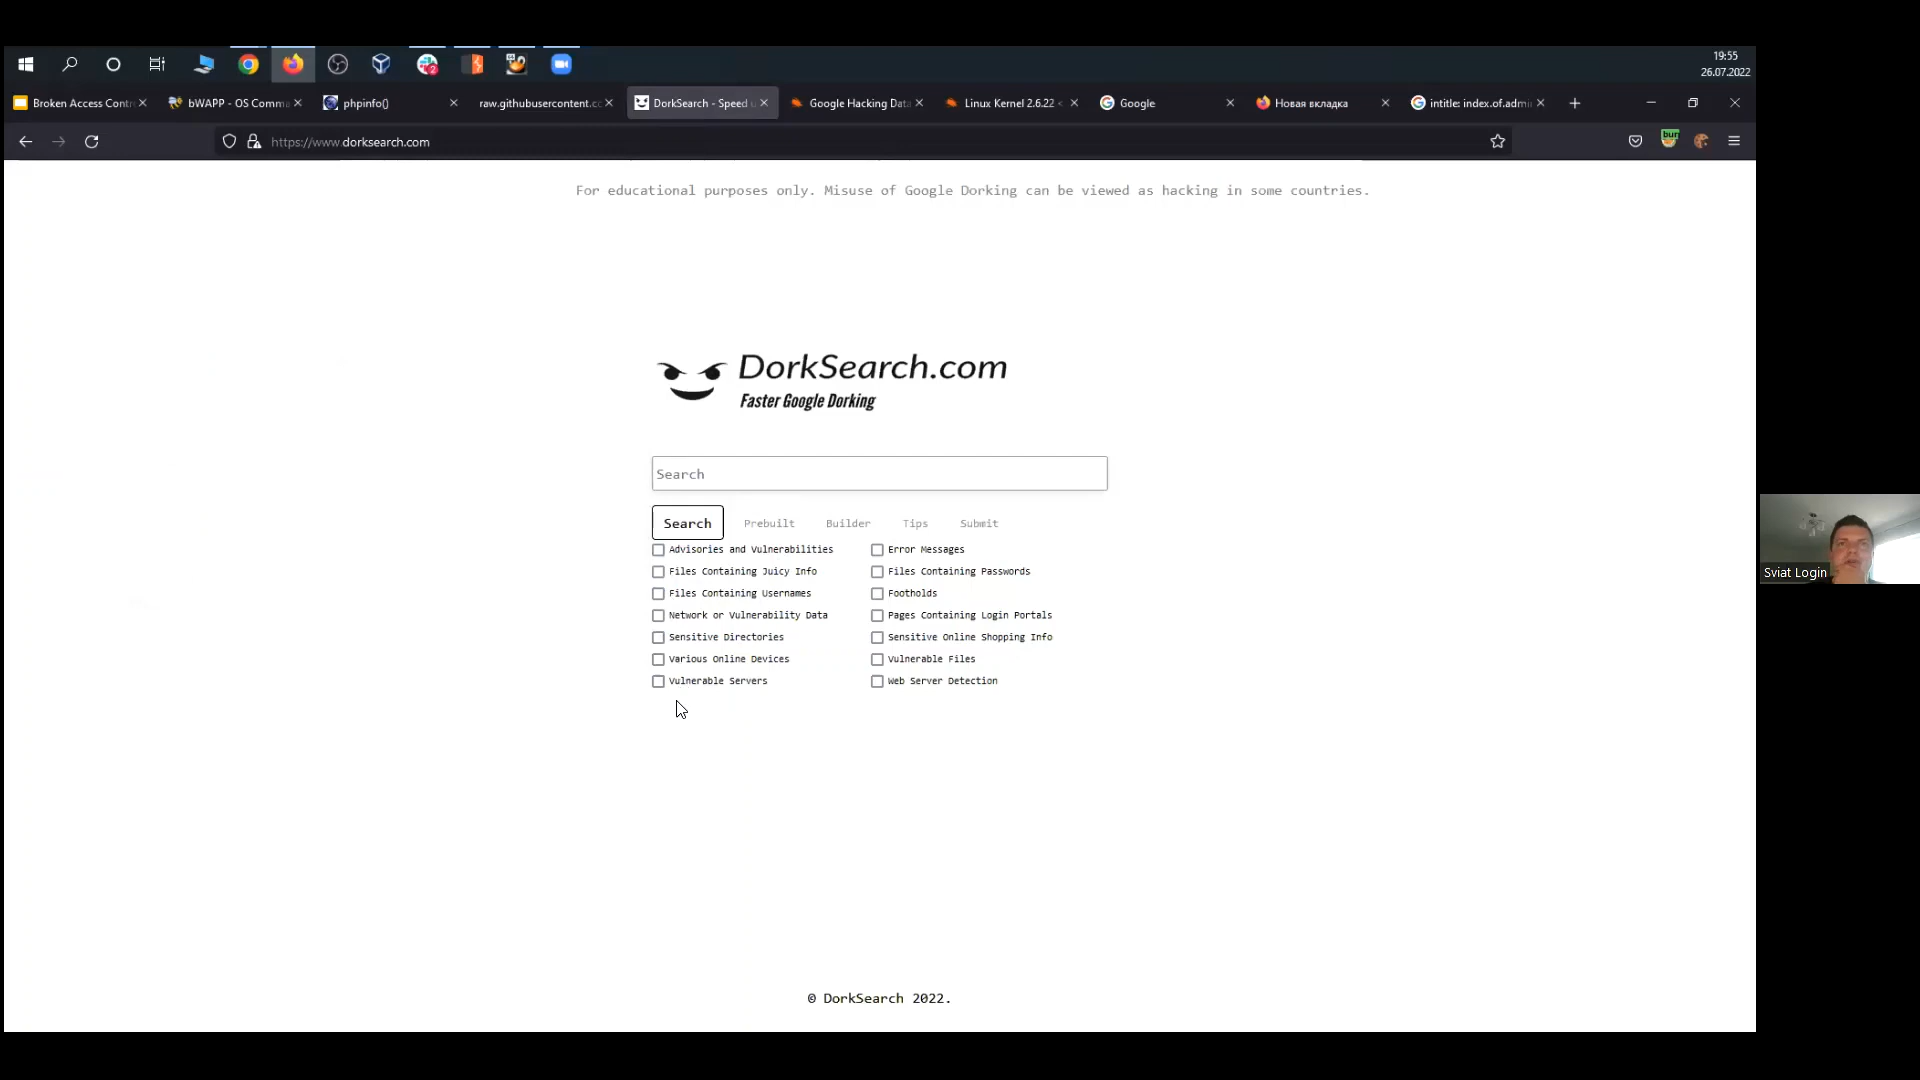 19:55
26.07.2022
Broken Access Contr
bWAPP - OS Comma
phpinfo()
raw.githubusercontent.c
DorkSearch - Speed u
Google Hacking Data
Linux Kernel 2.6.22 <
Google
Новая вкладка
intitle: index.of.admi
https://www.dorksearch.com
For educational purposes only. Misuse of Google Dorking can be viewed as hacking in some countries.
DorkSearch.com
Faster Google Dorking
Search
Search Prebuilt Builder Tips Submit
Advisories and Vulnerabilities Error Messages
Files Containing Juicy Info Files Containing Passwords
Files Containing Usernames Footholds
Network or Vulnerability Data Pages Containing Login Portals
Sensitive Directories Sensitive Online Shopping Info
Various Online Devices Vulnerable Files
Vulnerable Servers Web Server Detection
Sviat Login
© DorkSearch 2022.